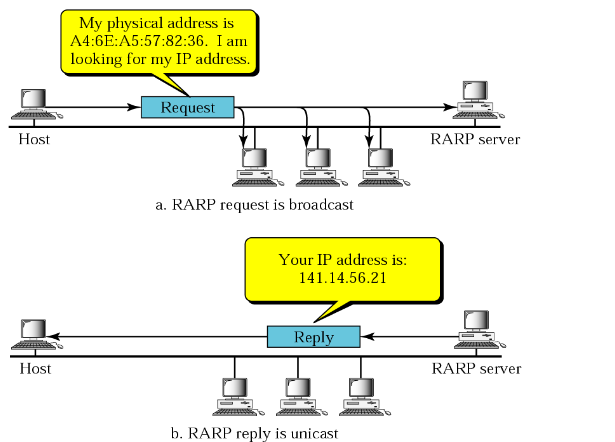 My physical address is
A4:6E:A5:57:82:36. I am
looking for my IP address.
Request
Host
RARP server
a. RARP request is broadcast
Your IP address is:
141.14.56.21
Reply
Host
RARP server
b. RARP reply is unicast